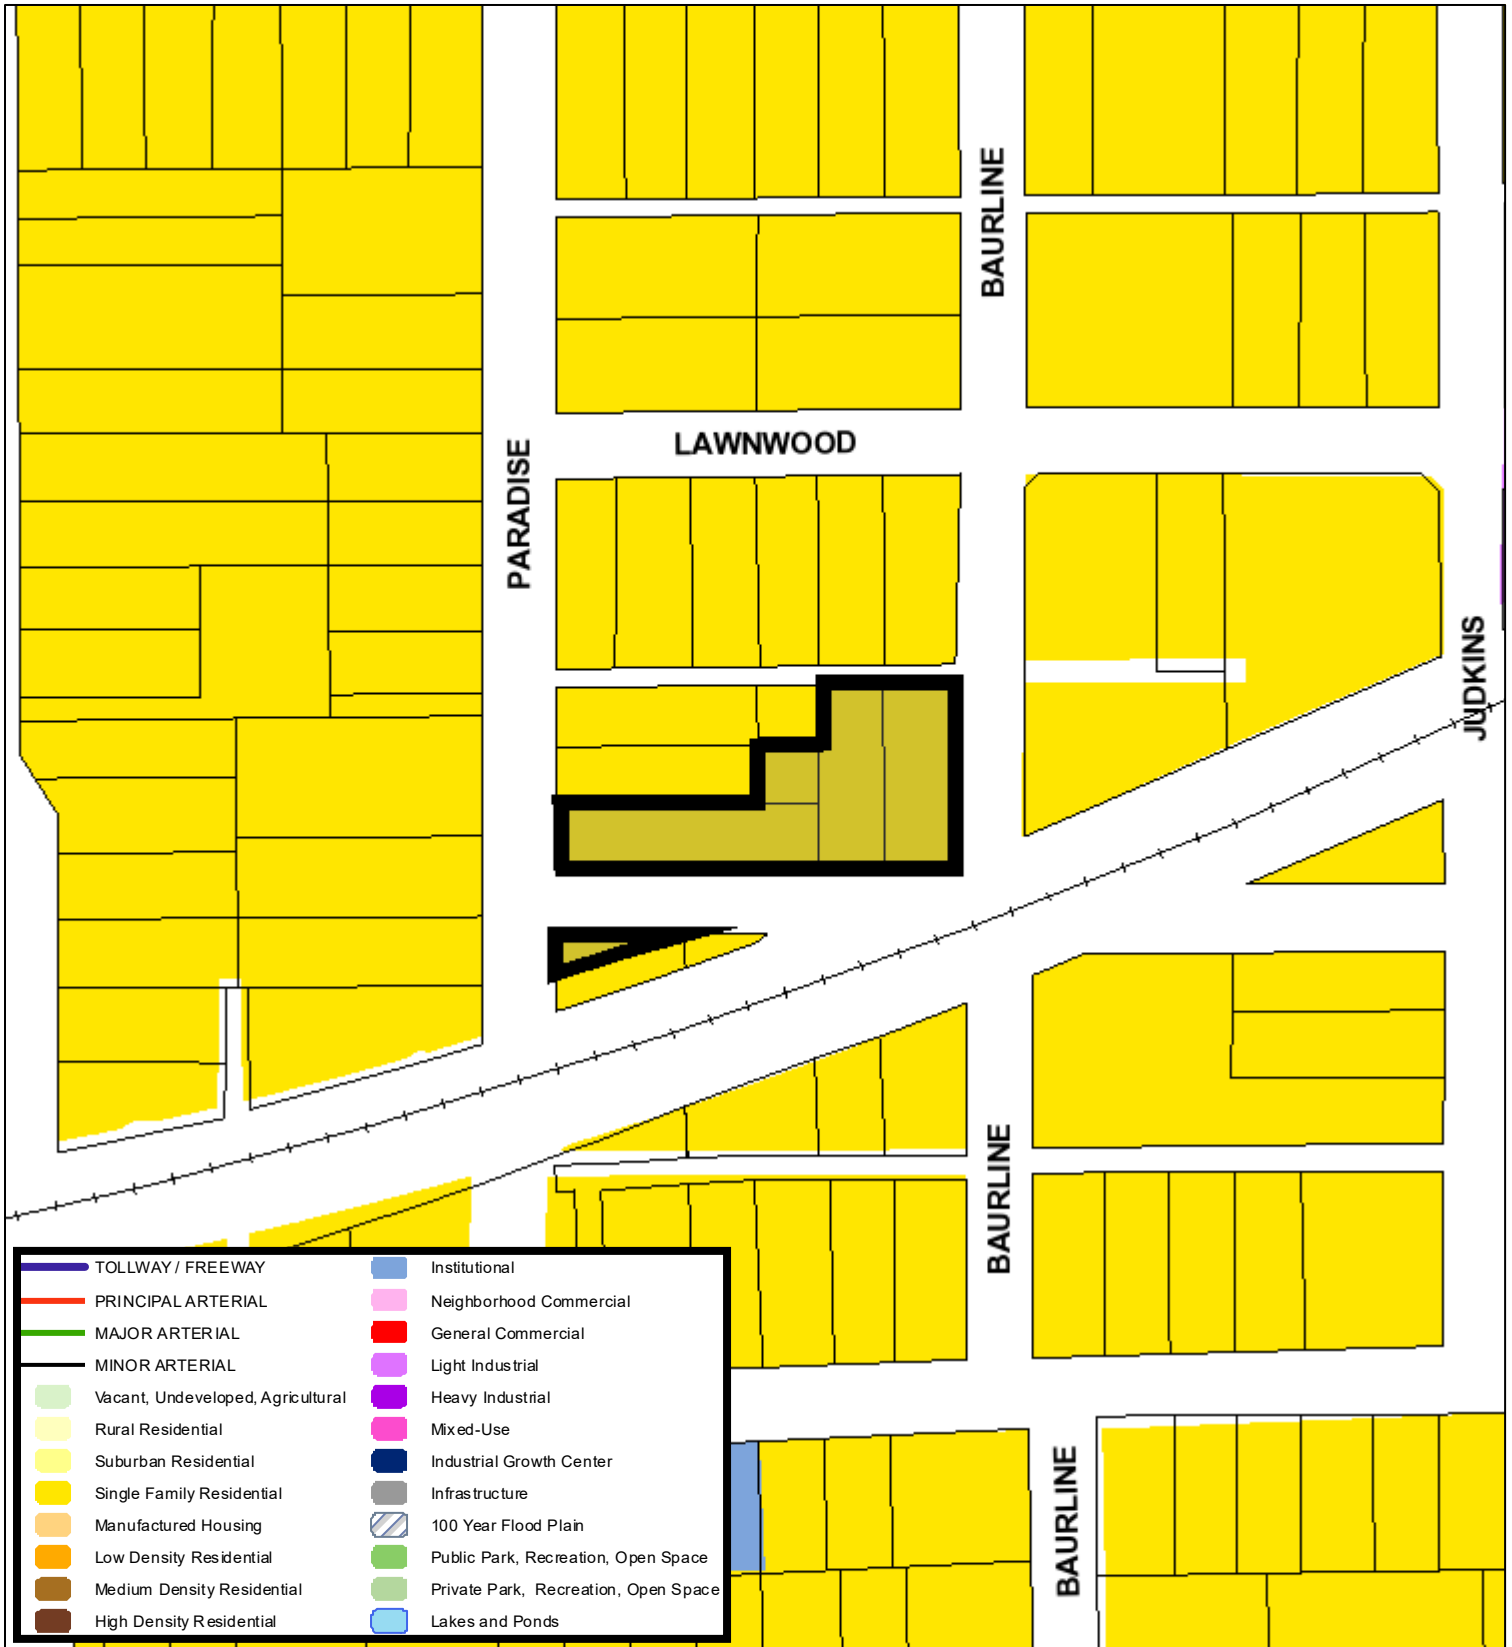 BAURLINE
LAWNWOOD
PARADISE
JUDKINS
BAURLINE
BAURLINE
TOLLWAY / FREEWAY
PRINCIPAL ARTERIAL
MAJOR ARTERIAL
MINOR ARTERIAL
Vacant, Undeveloped, Agricultural
Rural Residential
Suburban Residential
Single Family Residential
Manufactured Housing
Low Density Residential
Medium Density Residential
High Density Residential
Institutional
Neighborhood Commercial
General Commercial
Light Industrial
Heavy Industrial
Mixed-Use
Industrial Growth Center
Infrastructure
100 Year Flood Plain
Public Park, Recreation, Open Space
Private Park, Recreation, Open Space
Lakes and Ponds